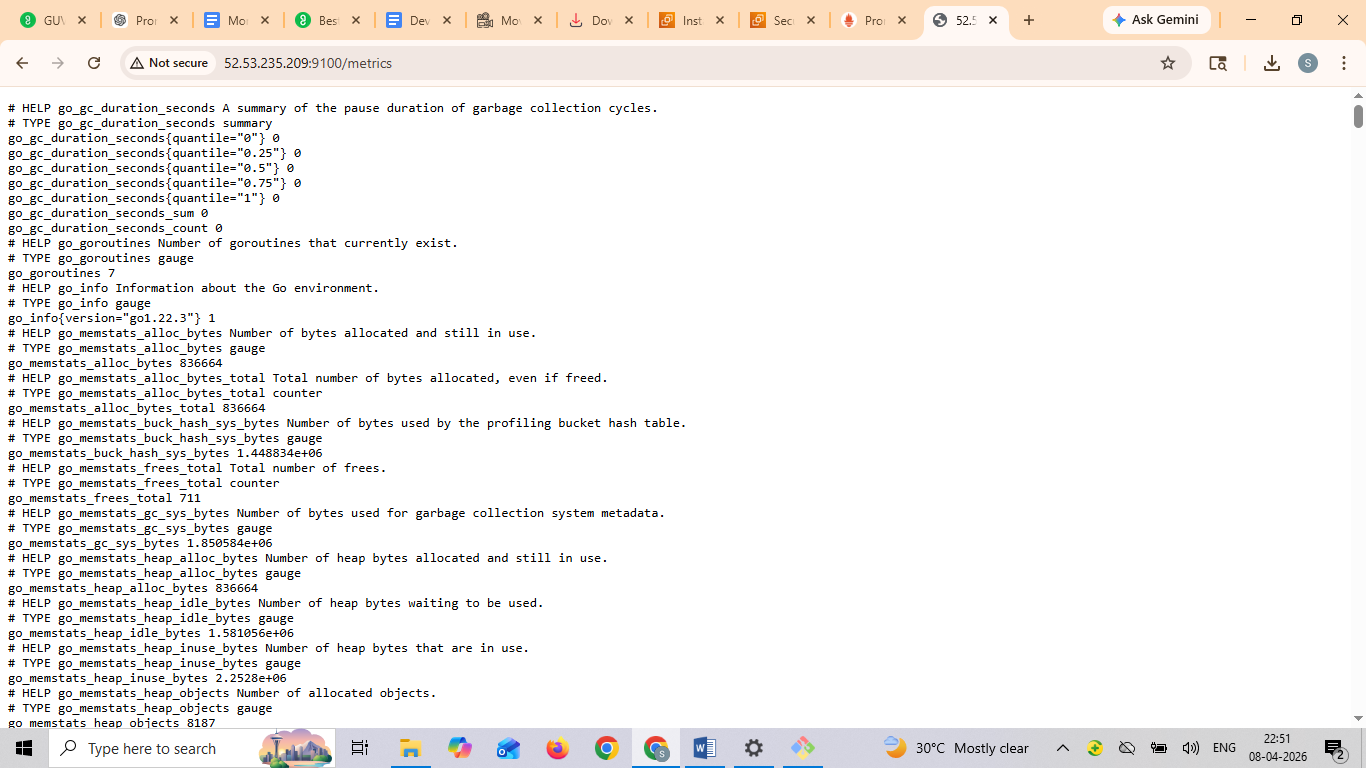 GUV
Pror
Mor
Best
Dev
Mov
Dov
Inst
Secu
Pro
52.5
Ask Gemini
Not secure
52.53.235.209:9100/metrics
S
# HELP go_gc_duration_seconds A summary of the pause duration of garbage collection cycles.
# TYPE go_gc_duration_seconds summary
go_gc_duration_seconds{quantile="0"} 0
go_gc_duration_seconds{quantile="0.25"} 0
go_gc_duration_seconds{quantile="0.5"} 0
go_gc_duration_seconds{quantile="0.75"} 0
go_gc_duration_seconds{quantile="1"} 0
go_gc_duration_seconds_sum 0
go_gc_duration_seconds_count 0
# HELP go_goroutines Number of goroutines that currently exist.
# TYPE go_goroutines gauge
go_goroutines 7
# HELP go_info Information about the Go environment.
# TYPE go_info gauge
go_info{version="go1.22.3"} 1
# HELP go_memstats_alloc_bytes Number of bytes allocated and still in use.
# TYPE go_memstats_alloc_bytes gauge
go_memstats_alloc_bytes 836664
# HELP go_memstats_alloc_bytes_total Total number of bytes allocated, even if freed.
# TYPE go_memstats_alloc_bytes_total counter
go_memstats_alloc_bytes_total 836664
# HELP go_memstats_buck_hash_sys_bytes Number of bytes used by the profiling bucket hash table.
# TYPE go_memstats_buck_hash_sys_bytes gauge
go_memstats_buck_hash_sys_bytes 1.448834e+06
# HELP go_memstats_frees_total Total number of frees.
# TYPE go_memstats_frees_total counter
go_memstats_frees_total 711
# HELP go_memstats_gc_sys_bytes Number of bytes used for garbage collection system metadata.
# TYPE go_memstats_gc_sys_bytes gauge
go_memstats_gc_sys_bytes 1.850584e+06
# HELP go_memstats_heap_alloc_bytes Number of heap bytes allocated and still in use.
# TYPE go_memstats_heap_alloc_bytes gauge
go_memstats_heap_alloc_bytes 836664
# HELP go_memstats_heap_idle_bytes Number of heap bytes waiting to be used.
# TYPE go_memstats_heap_idle_bytes gauge
go_memstats_heap_idle_bytes 1.581056e+06
# HELP go_memstats_heap_inuse_bytes Number of heap bytes that are in use.
# TYPE go_memstats_heap_inuse_bytes gauge
go_memstats_heap_inuse_bytes 2.2528e+06
# HELP go_memstats_heap_objects Number of allocated objects.
# TYPE go_memstats_heap_objects gauge
go_memstats_heap_objects 8187
Type here to search
30°C Mostly clear
ENG
22:51
08-04-2026
2